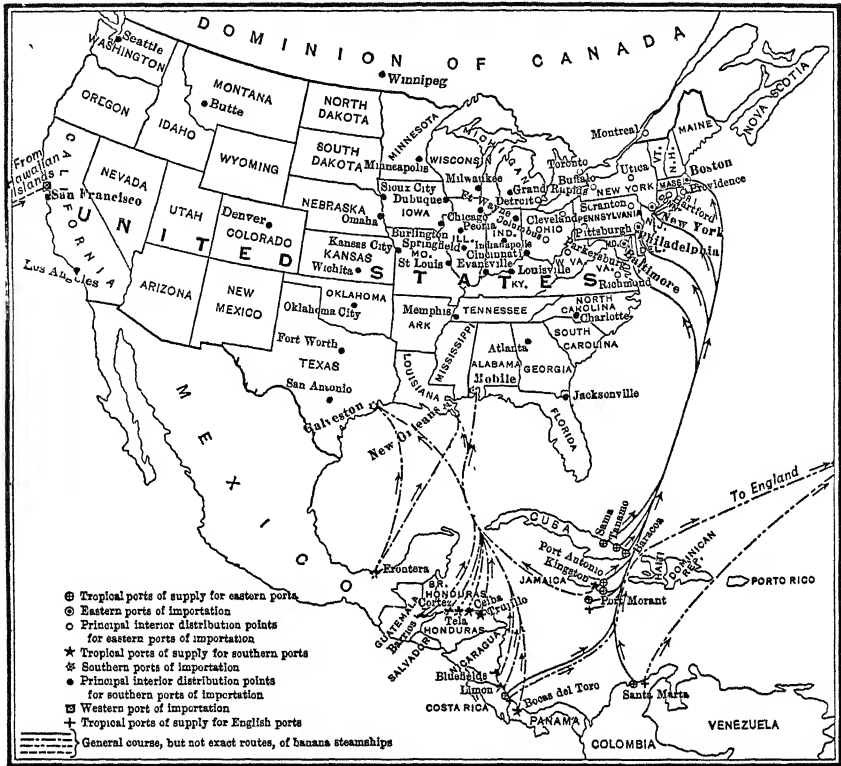 DOMINION OF CANADA
Seattle
WASHINGTON
Winnipeg
MONTANA
Butte
NORTH
DAKOTA
MINNESOTA
MICHIGAN
Montreal
MAINE
NOVA SCOTIA
OREGON
IDAHO
WYOMING
SOUTH
DAKOTA
Minneapolis
WISCONSIN
Toronto
Buffalo
Utica
VT.
N.H.
Boston
Milwaukee
Grand Rapids
Detroit
NEW YORK
MASS
Providence
Hartford
From
Hawaiian
Islands
San Francisco
CALIFORNIA
NEVADA
UTAH
Denver
COLORADO
NEBRASKA
Omaha
Sioux City
Dubuque
IOWA
Ft Wayne
Chicago
Peoria
Columbus
Cleveland
OHIO
Scranton
PENNSYLVANIA
N.J.
New York
Pittsburgh
Philadelphia
UNITED STATES
Kansas City
KANSAS
Wichita
Burlington
Springfield
ILL.
IND.
Indianapolis
MO.
Cincinnati
St Louis
Evansville
Louisville
KY.
Parkersburg
W. VA.
MD.
Baltimore
VA.
Richmond
Los Angeles
ARIZONA
NEW
MEXICO
OKLAHOMA
Oklahoma City
Memphis
ARK
TENNESSEE
NORTH
CAROLINA
Charlotte
SOUTH
CAROLINA
Fort Worth
TEXAS
San Antonio
LOUISIANA
MISSISSIPPI
ALABAMA
Mobile
Atlanta
GEORGIA
Jacksonville
FLORIDA
Galveston
New Orleans
MEXICO
To England
CUBA
Sama
Tanamo
Baracoa
Port Antonio
Kingston
JAMAICA
Port Morant
HAITI
DOMINICAN
REP.
PORTO RICO
Frontera
BR.
HONDURAS
Cortez
Ceiba
Trujillo
Tela
GUATEMALA
Barrios
HONDURAS
SALVADOR
NICARAGUA
Bluefields
Limon
COSTA RICA
Bocas del Toro
PANAMA
Santa Marta
COLOMBIA
VENEZUELA
Tropical ports of supply for eastern ports
Eastern ports of importation
Principal interior distribution points
for eastern ports of importation
Tropical ports of supply for southern ports
Southern ports of importation
Principal interior distribution points
for southern ports of importation
Western port of importation
Tropical ports of supply for English ports
General course, but not exact routes, of banana steamships